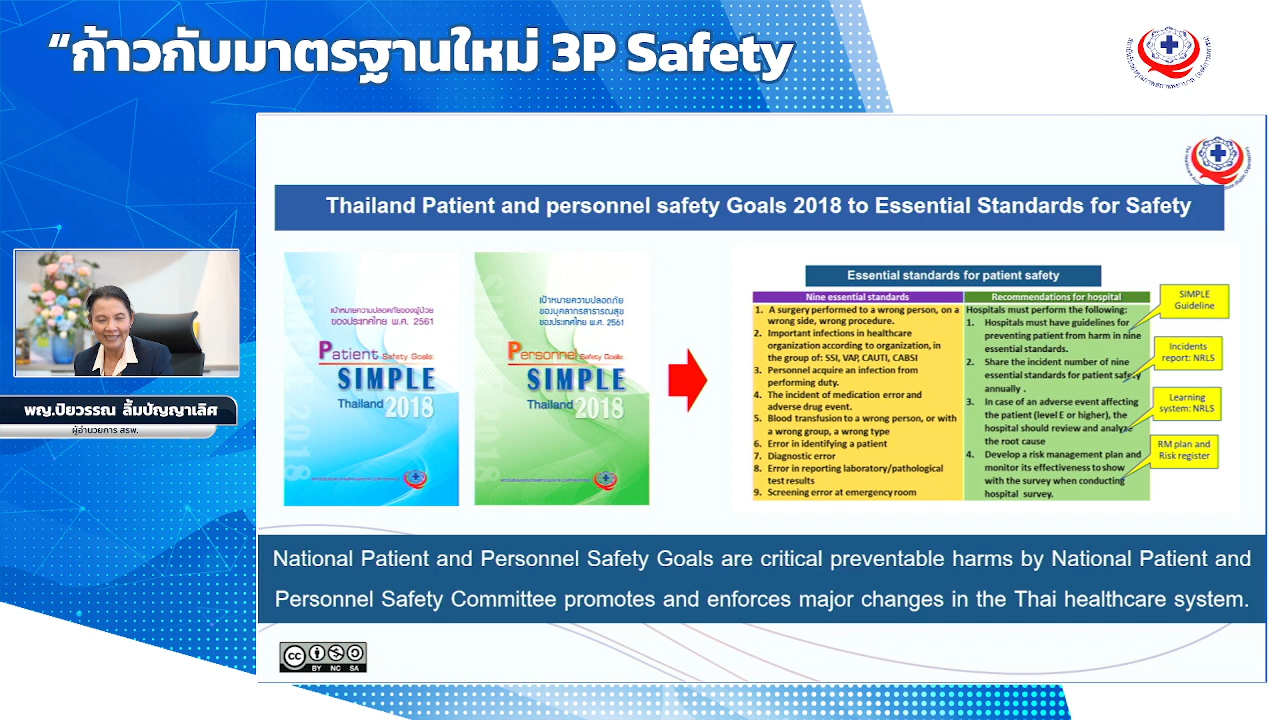 “ก้าวกับมาตรฐานใหม่ 3P Safety
Thailand Patient and personnel safety Goals 2018 to Essential Standards for Safety
เป้าหมายความปลอดภัยของผู้ป่วย
ของประเทศไทย พ.ศ. 2561
Patient Safety Goals:
SIMPLE
Thailand 2018
SIMPLE 2018
เป้าหมายความปลอดภัย
ของบุคลากรสาธารณสุข
ของประเทศไทย พ.ศ.2561
Personnel Safety Goals:
SIMPLE
Thailand 2018
Essential standards for patient safety
Nine essential standards
1. A surgery performed to a wrong person, on a
wrong side, wrong procedure.
2. Important infections in healthcare
organization according to organization, in
the group of: SSI, VAP, CAUTI, CABSI
3. Personnel acquire an infection from
performing duty.
4. The incident of medication error and
adverse drug event.
5. Blood transfusion to a wrong person, or with
a wrong group, a wrong type
6. Error in identifying a patient
7. Diagnostic error
8. Error in reporting laboratory/pathological
test results
9. Screening error at emergency room
Recommendations for hospital
Hospitals must perform the following:
1. Hospitals must have guidelines for
preventing patient from harm in nine
essential standards.
2. Share the incident number of nine
essential standards for patient safety
annually .
3. In case of an adverse event affecting
the patient (level E or higher), the
hospital should review and analyze
the root cause
4. Develop a risk management plan and
monitor its effectiveness to show
with the survey when conducting
hospital survey.
SIMPLE
Guideline
Incidents
report: NRLS
Learning
system: NRLS
RM plan and
Risk register
พญ.ปิยวรรณ ลิ้มปัญญาเลิศ
ผู้อำนวยการ สรพ.
National Patient and Personnel Safety Goals are critical preventable harms by National Patient and
Personnel Safety Committee promotes and enforces major changes in the Thai healthcare system.
CC BY NC SA